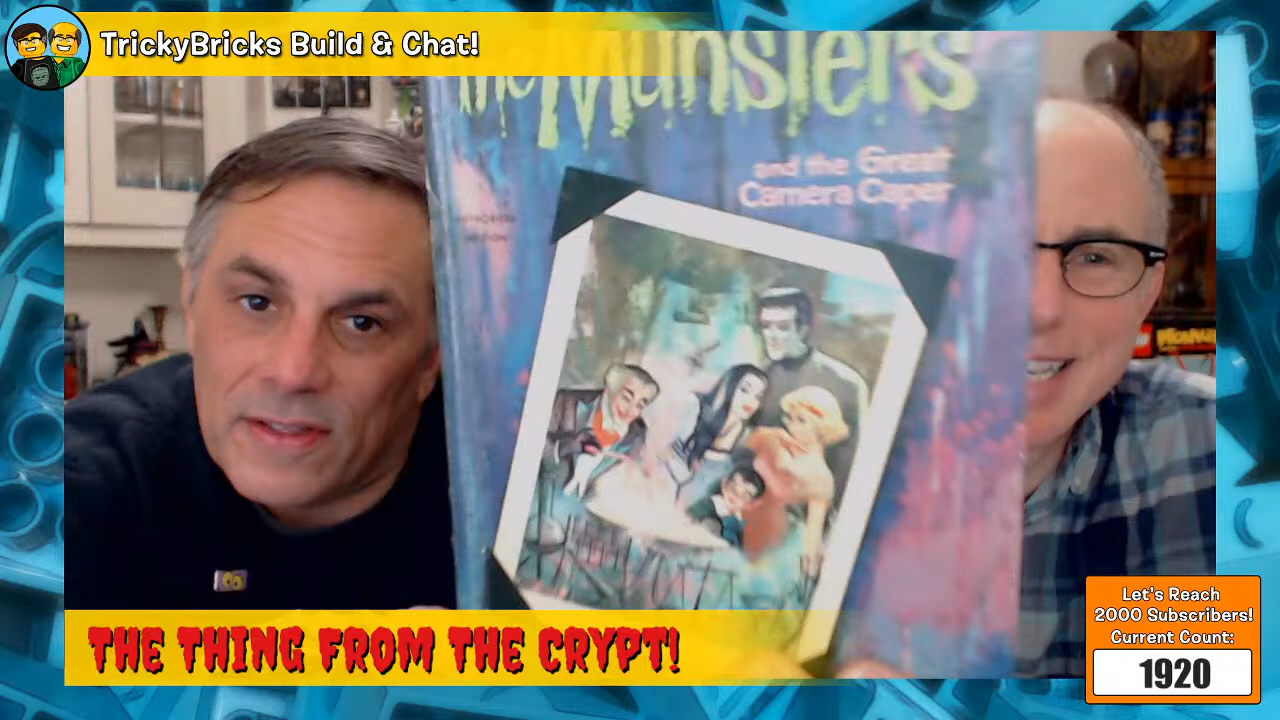 TrickyBricks Build & Chat!
the Munsters
and the Great
Camera Caper
THE THING FROM THE CRYPT!
Let's Reach
2000 Subscribers!
Current Count:
1920